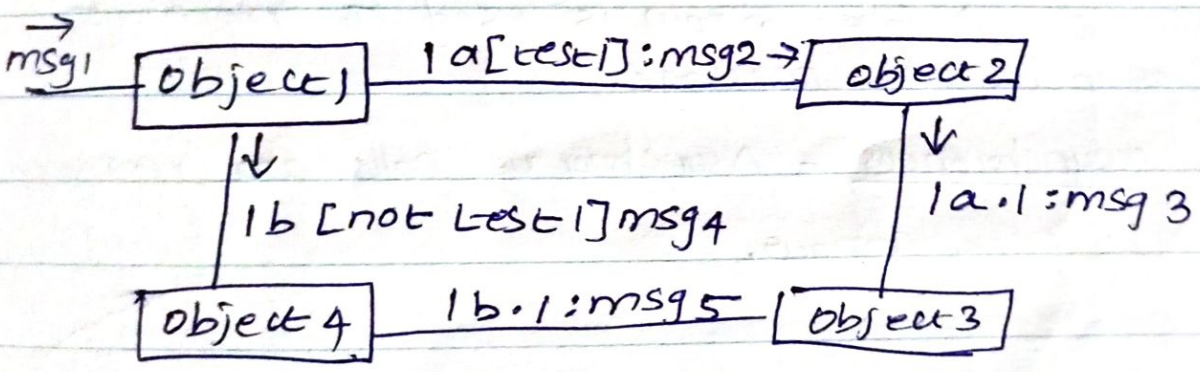 msg1
object1
1a[test1]:msg2→
object2
1b [not test1]msg4
1a.1:msg3
object4
1b.1:msg5
object3